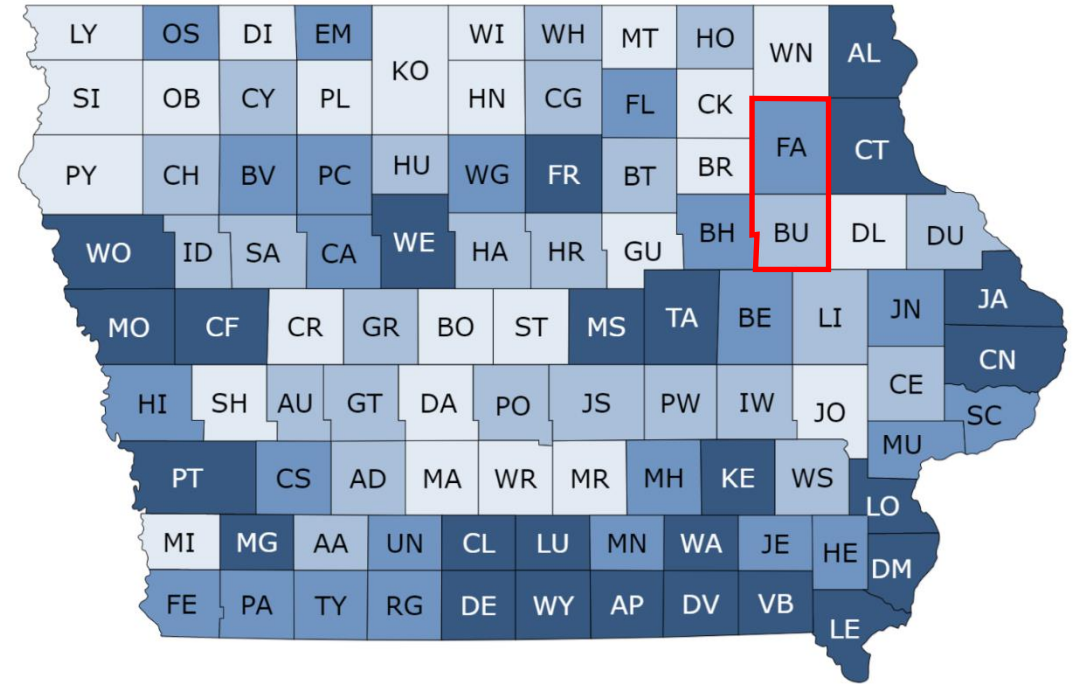 LY OS DI EM WI WH MT HO WN AL
KO
SI OB CY PL HN CG FL CK
PY CH BV PC HU WG FR BT BR FA CT
WO ID SA CA WE HA HR GU BH BU DL DU
MO CF CR GR BO ST MS TA BE LI JN JA
CN
HI SH AU GT DA PO JS PW IW JO CE SC
MU
PT CS AD MA WR MR MH KE WS LO
MI MG AA UN CL LU MN WA JE HE DM
FE PA TY RG DE WY AP DV VB LE